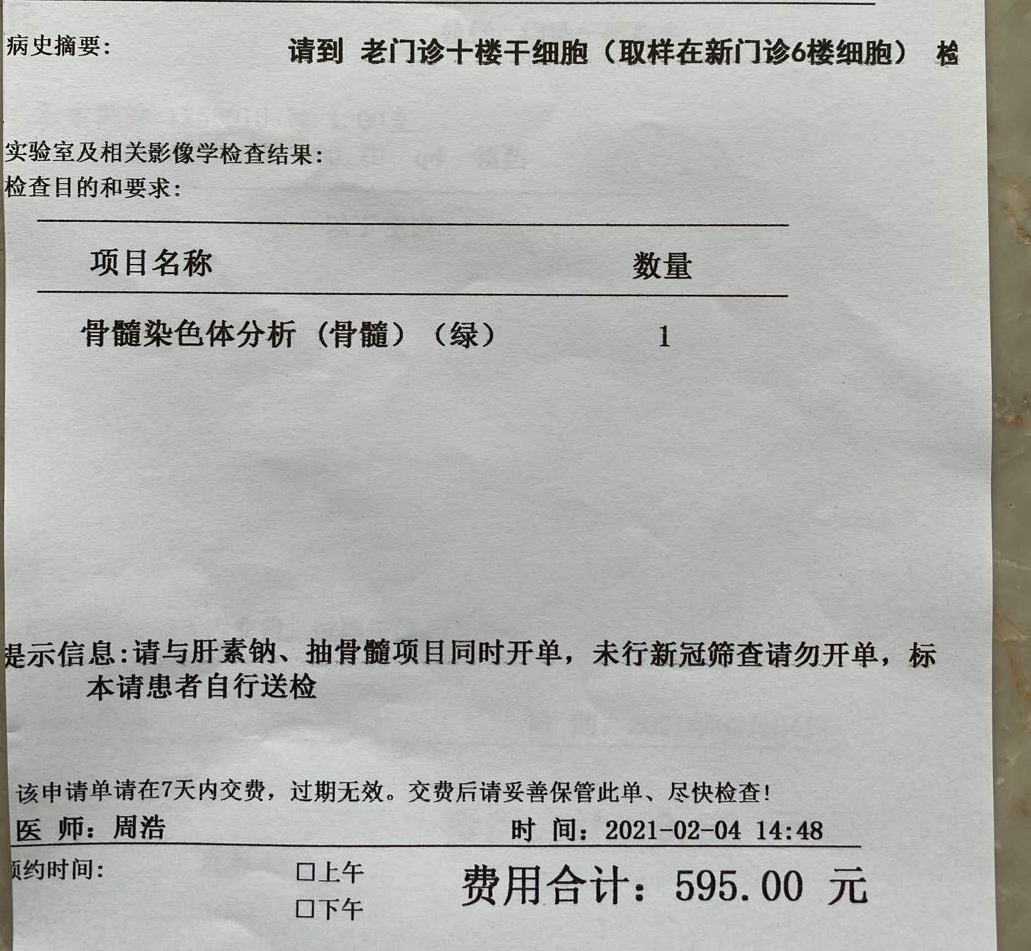 病史摘要: 请到 老门诊十楼干细胞（取样在新门诊6楼细胞） 检
实验室及相关影像学检查结果:
检查目的和要求:
项目名称 数量
骨髓染色体分析 (骨髓）（绿） 1
提示信息:请与肝素钠、抽骨髓项目同时开单，未行新冠筛查请勿开单，标
本请患者自行送检
该申请单请在7天内交费，过期无效。交费后请妥善保管此单、尽快检查!
医 师: 周浩 时 间: 2021-02-04 14:48
预约时间: 口上午
口下午
费用合计: 595.00 元